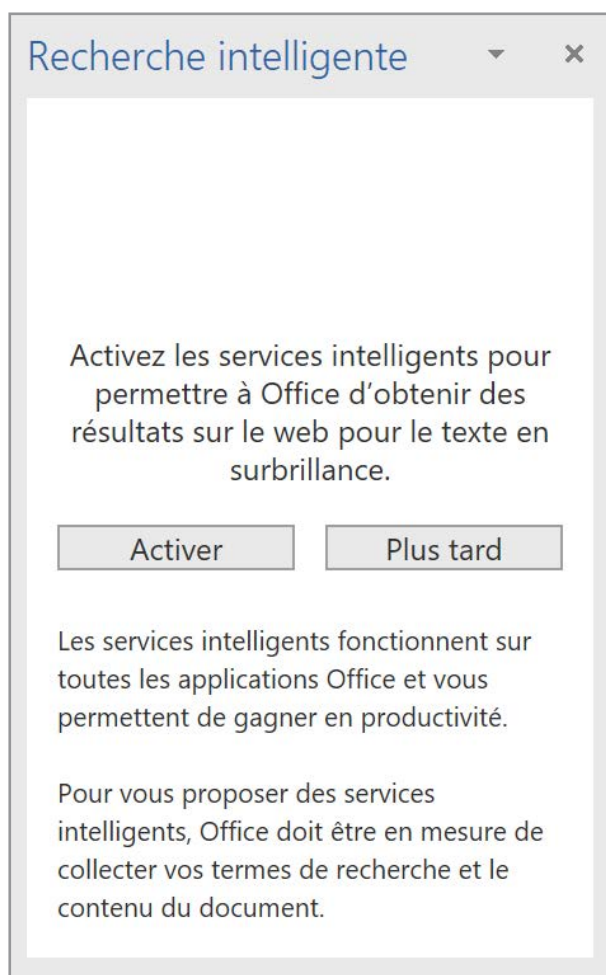 Recherche intelligente
Activez les services intelligents pour
permettre à Office d’obtenir des
résultats sur le web pour le texte en
surbrillance.
Activer
Plus tard
Les services intelligents fonctionnent sur
toutes les applications Office et vous
permettent de gagner en productivité.
Pour vous proposer des services
intelligents, Office doit être en mesure de
collecter vos termes de recherche et le
contenu du document.